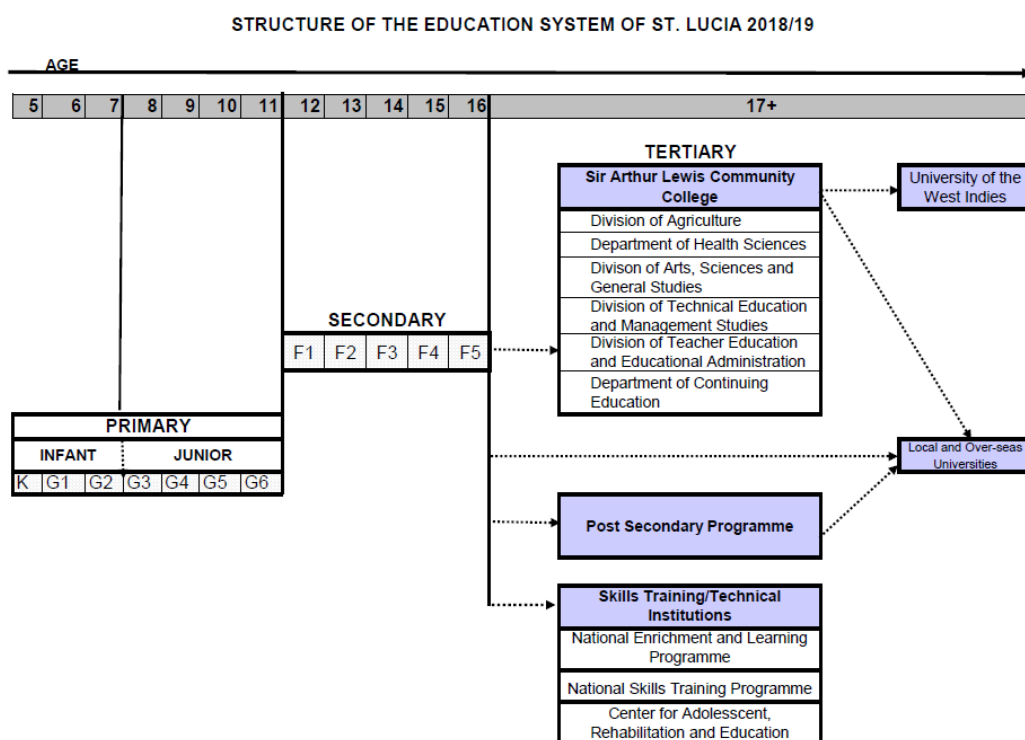 STRUCTURE OF THE EDUCATION SYSTEM OF ST. LUCIA 2018/19
AGE
5 6 7 8 9 10 11 12 13 14 15 16 17+
TERTIARY
Sir Arthur Lewis Community
College
Division of Agriculture
Department of Health Sciences
Divison of Arts, Sciences and
General Studies
Division of Technical Education
and Management Studies
Division of Teacher Education
and Educational Administration
Department of Continuing
Education
University of the
West Indies
SECONDARY
F1 F2 F3 F4 F5
PRIMARY
INFANT JUNIOR
K G1 G2 G3 G4 G5 G6
Local and Over-seas
Universities
Post Secondary Programme
Skills Training/Technical
Institutions
National Enrichment and Learning
Programme
National Skills Training Programme
Center for Adolesscent,
Rehabilitation and Education